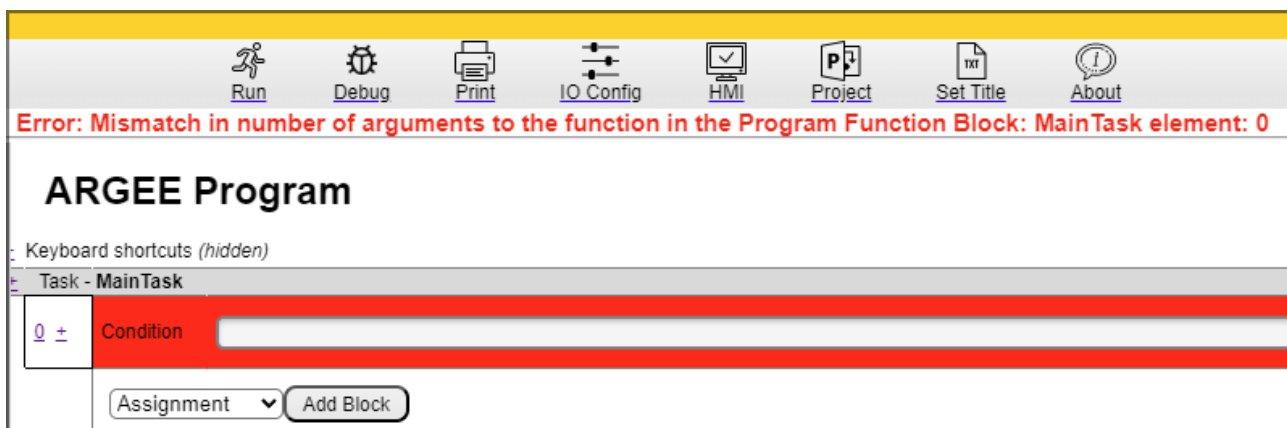 Run Debug Print IO Config HMI Project Set Title About
Error: Mismatch in number of arguments to the function in the Program Function Block: MainTask element: 0
ARGEE Program
- Keyboard shortcuts (hidden)
+ Task - MainTask
0 + Condition
Assignment Add Block